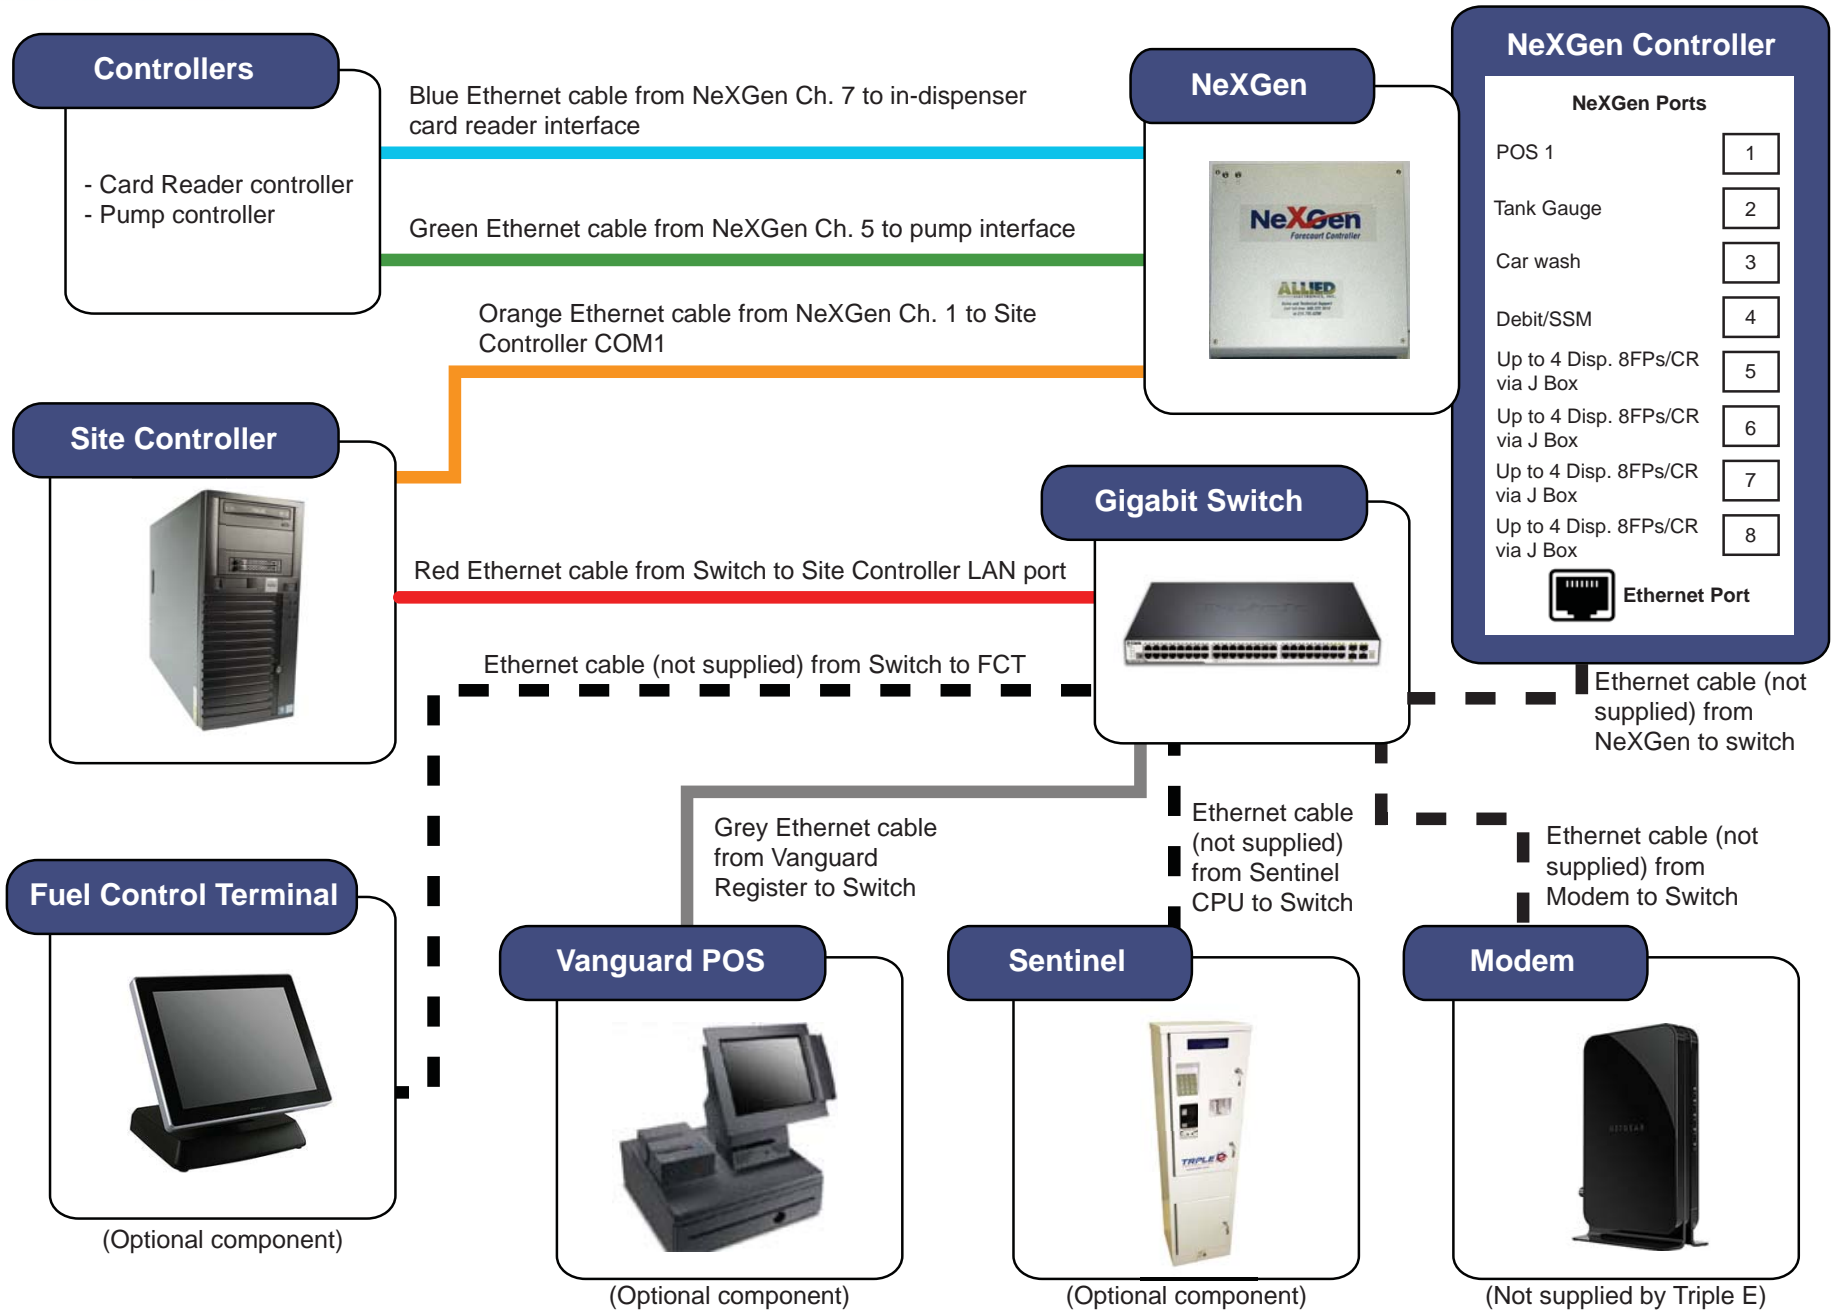 Controllers
- Card Reader controller
- Pump controller
Blue Ethernet cable from NeXGen Ch. 7 to in-dispenser
card reader interface
Green Ethernet cable from NeXGen Ch. 5 to pump interface
Orange Ethernet cable from NeXGen Ch. 1 to Site
Controller COM1
NeXGen
NeXGen
Forecourt Controller
ALLIED
NeXGen Controller
NeXGen Ports
POS 1 1
Tank Gauge 2
Car wash 3
Debit/SSM 4
Up to 4 Disp. 8FPs/CR
via J Box 5
Up to 4 Disp. 8FPs/CR
via J Box 6
Up to 4 Disp. 8FPs/CR
via J Box 7
Up to 4 Disp. 8FPs/CR
via J Box 8
Ethernet Port
Site Controller
Red Ethernet cable from Switch to Site Controller LAN port
Gigabit Switch
Ethernet cable (not supplied) from Switch to FCT
Ethernet cable (not
supplied) from
NeXGen to switch
Grey Ethernet cable
from Vanguard
Register to Switch
Ethernet cable
(not supplied)
from Sentinel
CPU to Switch
Ethernet cable (not
supplied) from
Modem to Switch
Fuel Control Terminal
(Optional component)
Vanguard POS
(Optional component)
Sentinel
TRIPLE E
(Optional component)
Modem
NETGEAR
(Not supplied by Triple E)